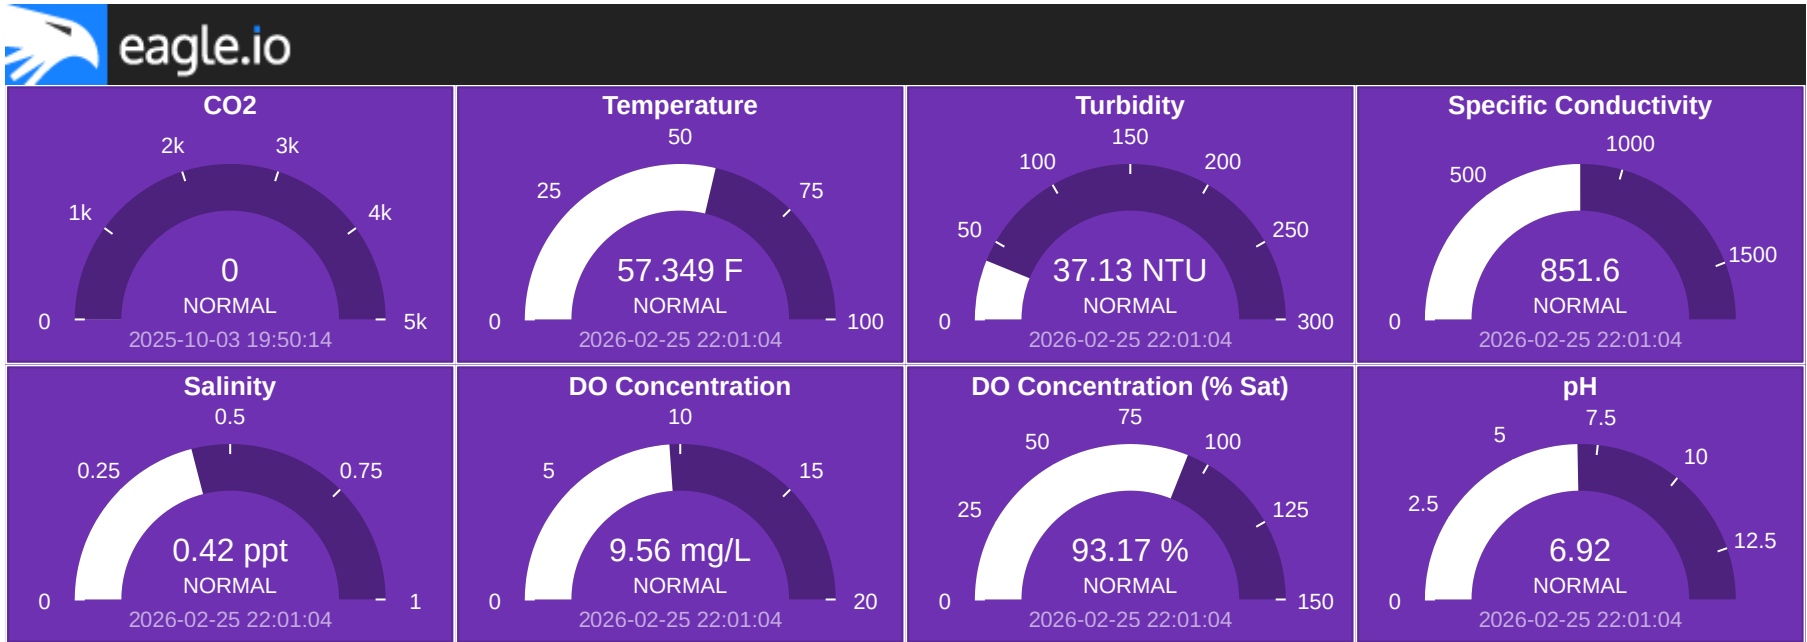 eagle.io
CO2
2k 3k
1k 4k
0
NORMAL
0 5k
2025-10-03 19:50:14
Temperature
50
25 75
57.349 F
NORMAL
0 100
2026-02-25 22:01:04
Turbidity
150
100 200
50 250
37.13 NTU
NORMAL
0 300
2026-02-25 22:01:04
Specific Conductivity
1000
500
1500
851.6
NORMAL
0
2026-02-25 22:01:04
Salinity
0.5
0.25 0.75
0.42 ppt
NORMAL
0 1
2026-02-25 22:01:04
DO Concentration
10
5 15
9.56 mg/L
NORMAL
0 20
2026-02-25 22:01:04
DO Concentration (% Sat)
75
50 100
25 125
93.17 %
NORMAL
0 150
2026-02-25 22:01:04
pH
7.5
5 10
2.5 12.5
6.92
NORMAL
0
2026-02-25 22:01:04